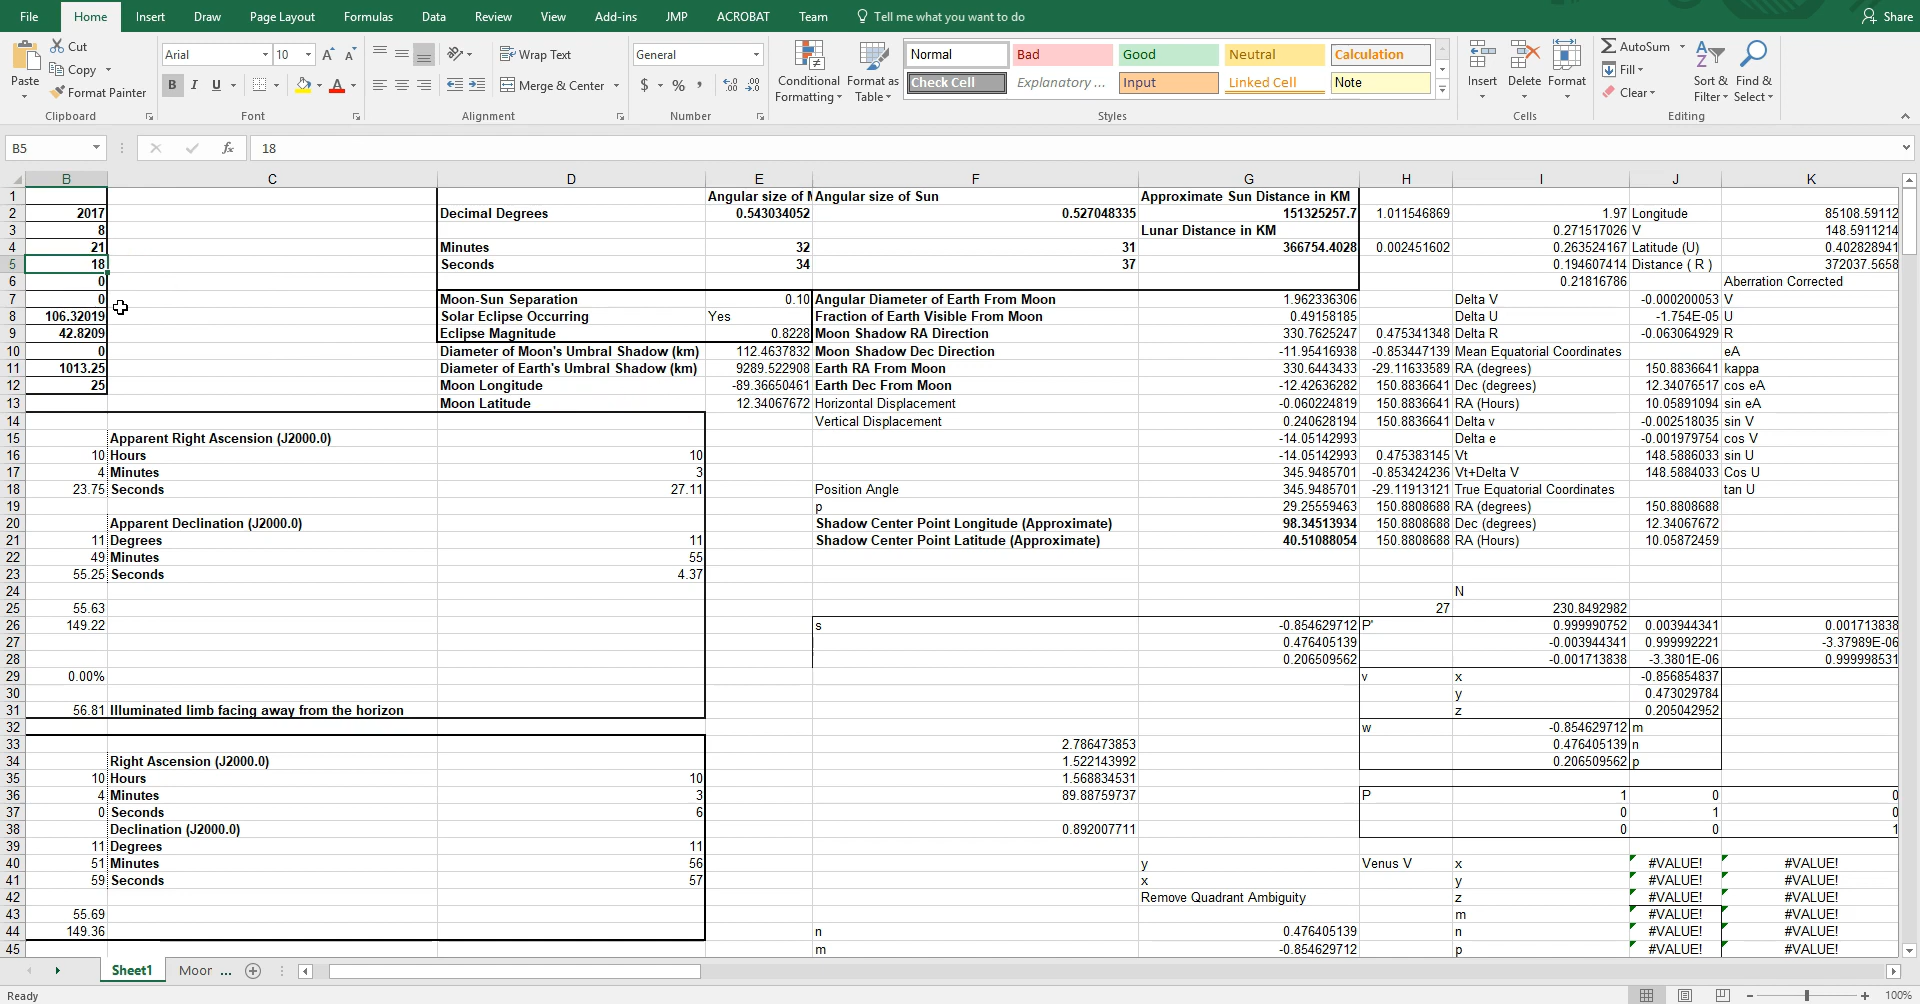 File Home Insert Draw Page Layout Formulas Data Review View Add-ins JMP ACROBAT Team Tell me what you want to do Share
Paste Cut Copy Format Painter Clipboard
Arial 10 B I U Font
Wrap Text Merge & Center Alignment
General $ % Number
Conditional Formatting Format as Table
Normal Bad Good Neutral Calculation
Check Cell Explanatory ... Input Linked Cell Note
Styles
Insert Delete Format Cells
AutoSum Fill Clear Sort & Filter Find & Select Editing
B5 fx 18
B C D E F G H I J K
1 Angular size of M Angular size of Sun Approximate Sun Distance in KM
2 2017 Decimal Degrees 0.543034052 0.527048335 151325257.7 1.011546869 1.97 Longitude 85108.59112
3 8 Lunar Distance in KM 0.271517026 V 148.5911214
4 21 Minutes 32 31 366754.4028 0.002451602 0.263524167 Latitude (U) 0.402828941
5 18 Seconds 34 37 0.194607414 Distance ( R ) 372037.5658
6 0 0.21816786 Aberration Corrected
7 0 Moon-Sun Separation 0.10 Angular Diameter of Earth From Moon 1.962336306 Delta V -0.000200053 V
8 106.32019 Solar Eclipse Occurring Yes Fraction of Earth Visible From Moon 0.49158185 Delta U -1.754E-05 U
9 42.8209 Eclipse Magnitude 0.8228 Moon Shadow RA Direction 330.7625247 0.475341348 Delta R -0.063064929 R
10 0 Diameter of Moon's Umbral Shadow (km) 112.4637832 Moon Shadow Dec Direction -11.95416938 -0.853447139 Mean Equatorial Coordinates eA
11 1013.25 Diameter of Earth's Umbral Shadow (km) 9289.522908 Earth RA From Moon 330.6443433 -29.11633589 RA (degrees) 150.8836641 kappa
12 25 Moon Longitude -89.36650461 Earth Dec From Moon -12.42636282 150.8836641 Dec (degrees) 12.34076517 cos eA
13 Moon Latitude 12.34067672 Horizontal Displacement -0.060224819 150.8836641 RA (Hours) 10.05891094 sin eA
14 Vertical Displacement 0.240628194 150.8836641 Delta v -0.002518035 sin V
15 Apparent Right Ascension (J2000.0) -14.05142993 Delta e -0.001979754 cos V
16 10 Hours 10 -14.05142993 0.475383145 Vt 148.5886033 sin U
17 4 Minutes 3 345.9485701 -0.853424236 Vt+Delta V 148.5884033 Cos U
18 23.75 Seconds 27.11 Position Angle 345.9485701 -29.11913121 True Equatorial Coordinates tan U
19 p 29.25559463 150.8808688 RA (degrees) 150.8808688
20 Apparent Declination (J2000.0) Shadow Center Point Longitude (Approximate) 98.34513934 150.8808688 Dec (degrees) 12.34067672
21 11 Degrees 11 Shadow Center Point Latitude (Approximate) 40.51088054 150.8808688 RA (Hours) 10.05872459
22 49 Minutes 55
23 55.25 Seconds 4.37
24 N
25 55.63 27 230.8492982
26 149.22 s -0.854629712 P' 0.999990752 0.003944341 0.001713838
27 0.476405139 -0.003944341 0.999992221 -3.37989E-06
28 0.206509562 -0.001713838 -3.3801E-06 0.999998531
29 0.00% v x -0.856854837
30 y 0.473029784
31 56.81 Illuminated limb facing away from the horizon z 0.205042952
32 w -0.854629712 m
33 2.786473853 0.476405139 n
34 Right Ascension (J2000.0) 1.522143992 0.206509562 p
35 10 Hours 10 1.568834531
36 4 Minutes 3 89.88759737 P 1 0 0
37 0 Seconds 6 0 1 0
38 Declination (J2000.0) 0.892007711 0 0 1
39 11 Degrees 11
40 51 Minutes 56 y Venus V x #VALUE! #VALUE!
41 59 Seconds 57 x y #VALUE! #VALUE!
42 Remove Quadrant Ambiguity z #VALUE! #VALUE!
43 55.69 m #VALUE! #VALUE!
44 149.36 n 0.476405139 n #VALUE! #VALUE!
45 m -0.854629712 p #VALUE! #VALUE!
Sheet1 Moor ...
Ready 100%